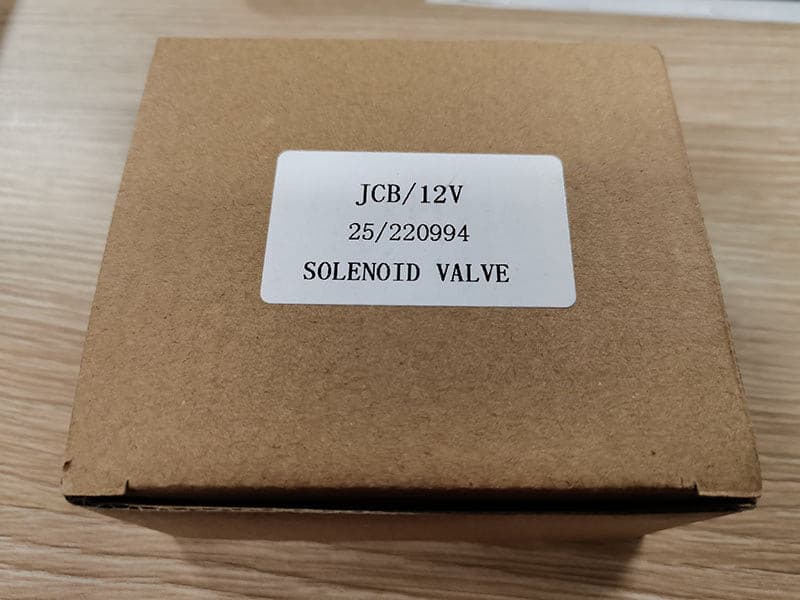 JCB/12V
25/220994
SOLENOID VALVE